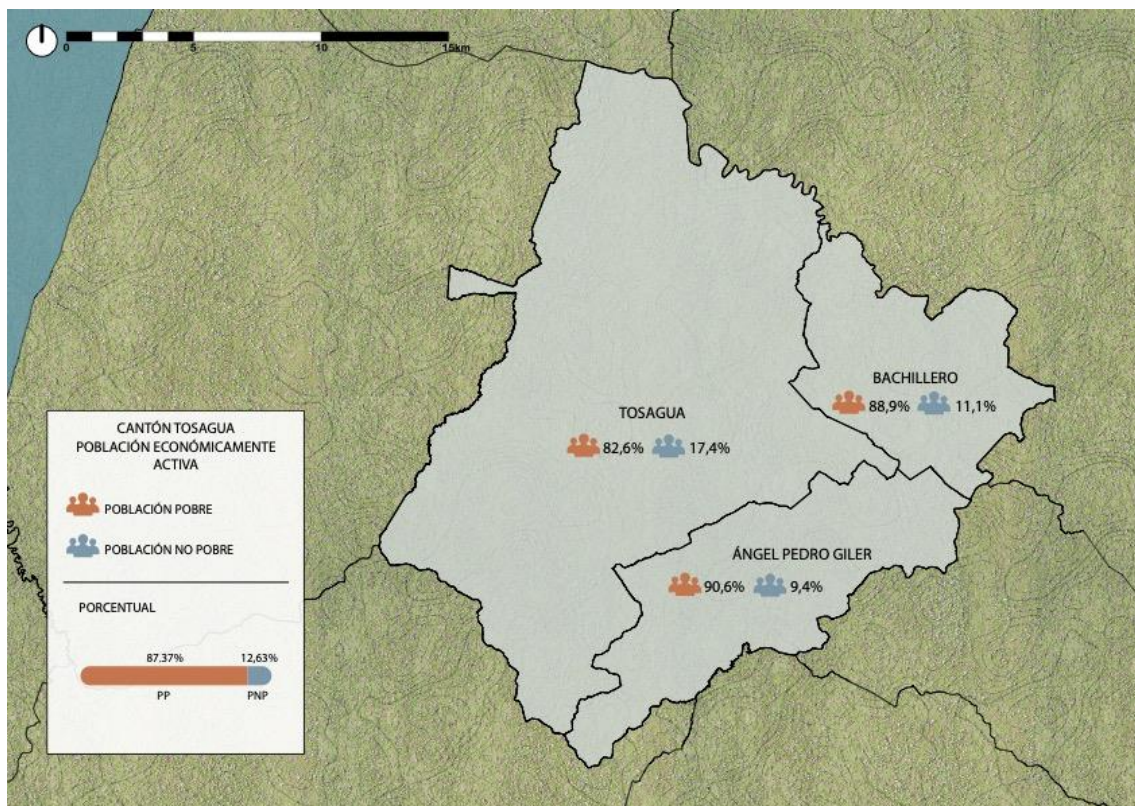 0 5 10 15km
TOSAGUA
82,6% 17,4%
BACHILLERO
88,9% 11,1%
ÁNGEL PEDRO GILER
90,6% 9,4%
CANTÓN TOSAGUA
POBLACIÓN ECONÓMICAMENTE
ACTIVA
POBLACIÓN POBRE
POBLACIÓN NO POBRE
PORCENTUAL
87.37% 12,63%
PP PNP